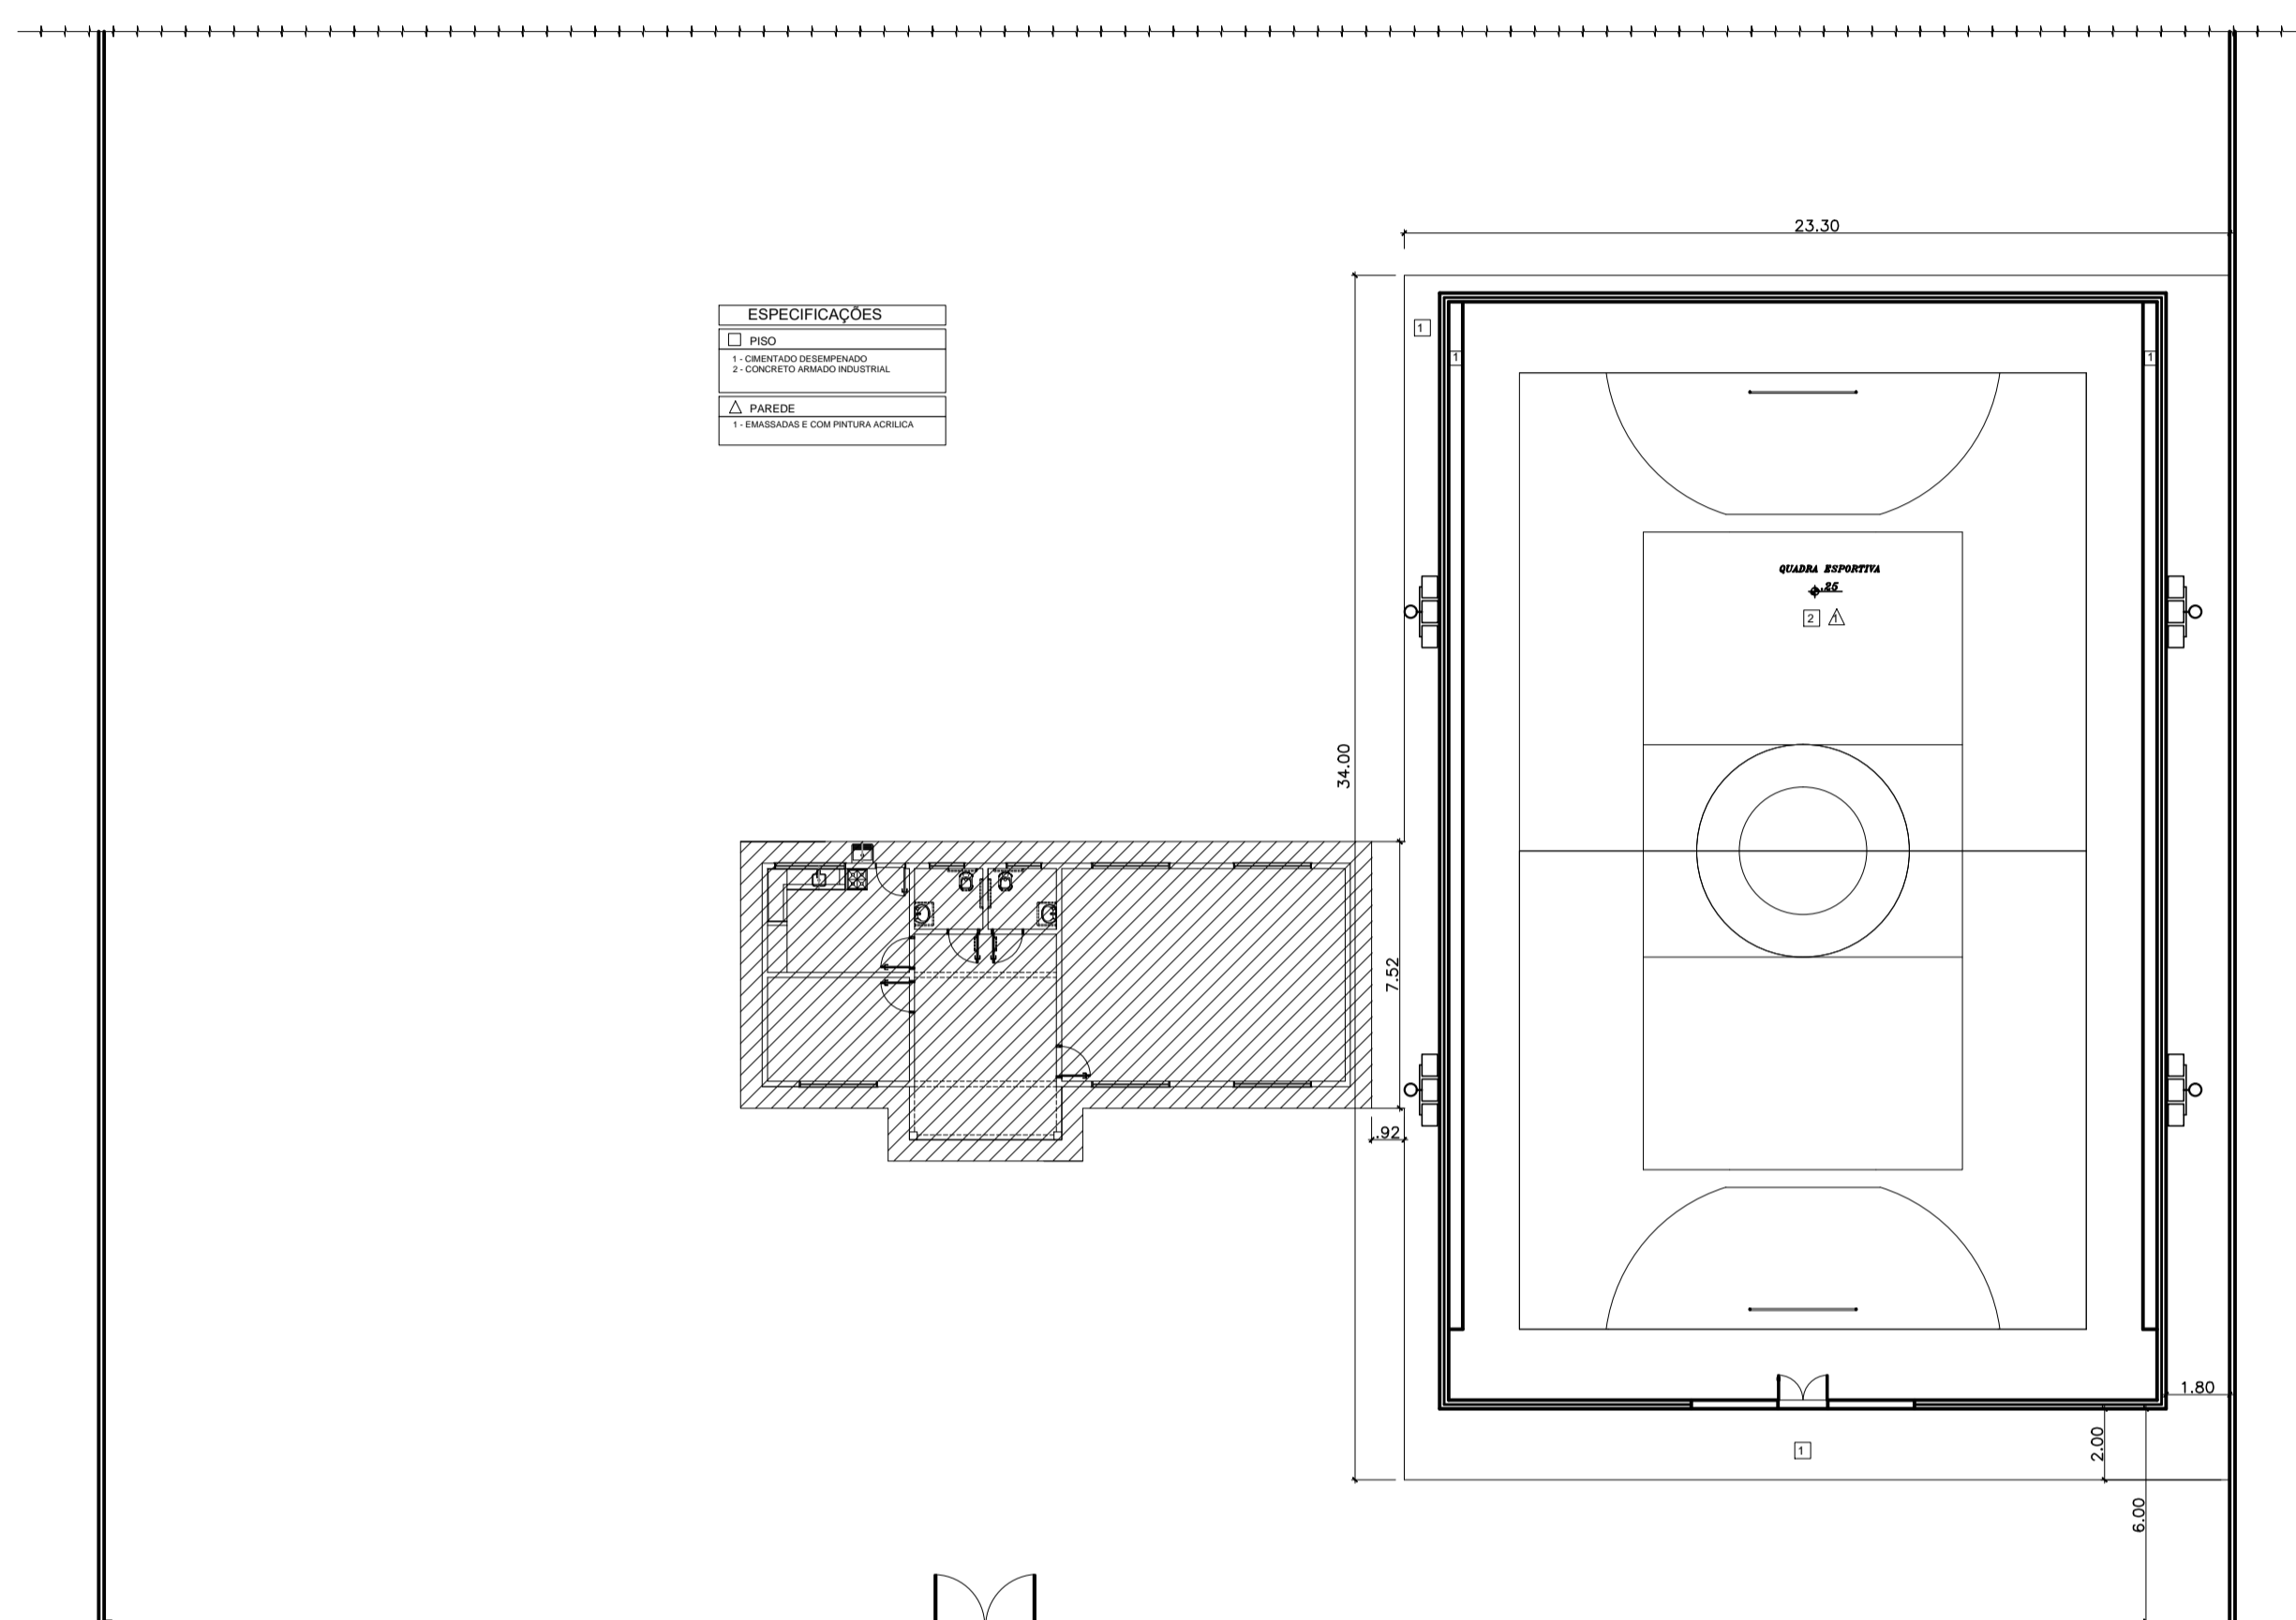 23.30
ESPECIFICAÇÕES
PISO
1 - CIMENTADO DESEMPENADO
2 - CONCRETO ARMADO INDUSTRIAL
PAREDE
1 - EMASSADAS E COM PINTURA ACRILICA
1
1
1
QUADRA ESPORTIVA
.25
2 1
34.00
7.52
.92
1.80
2.00
1
6.00